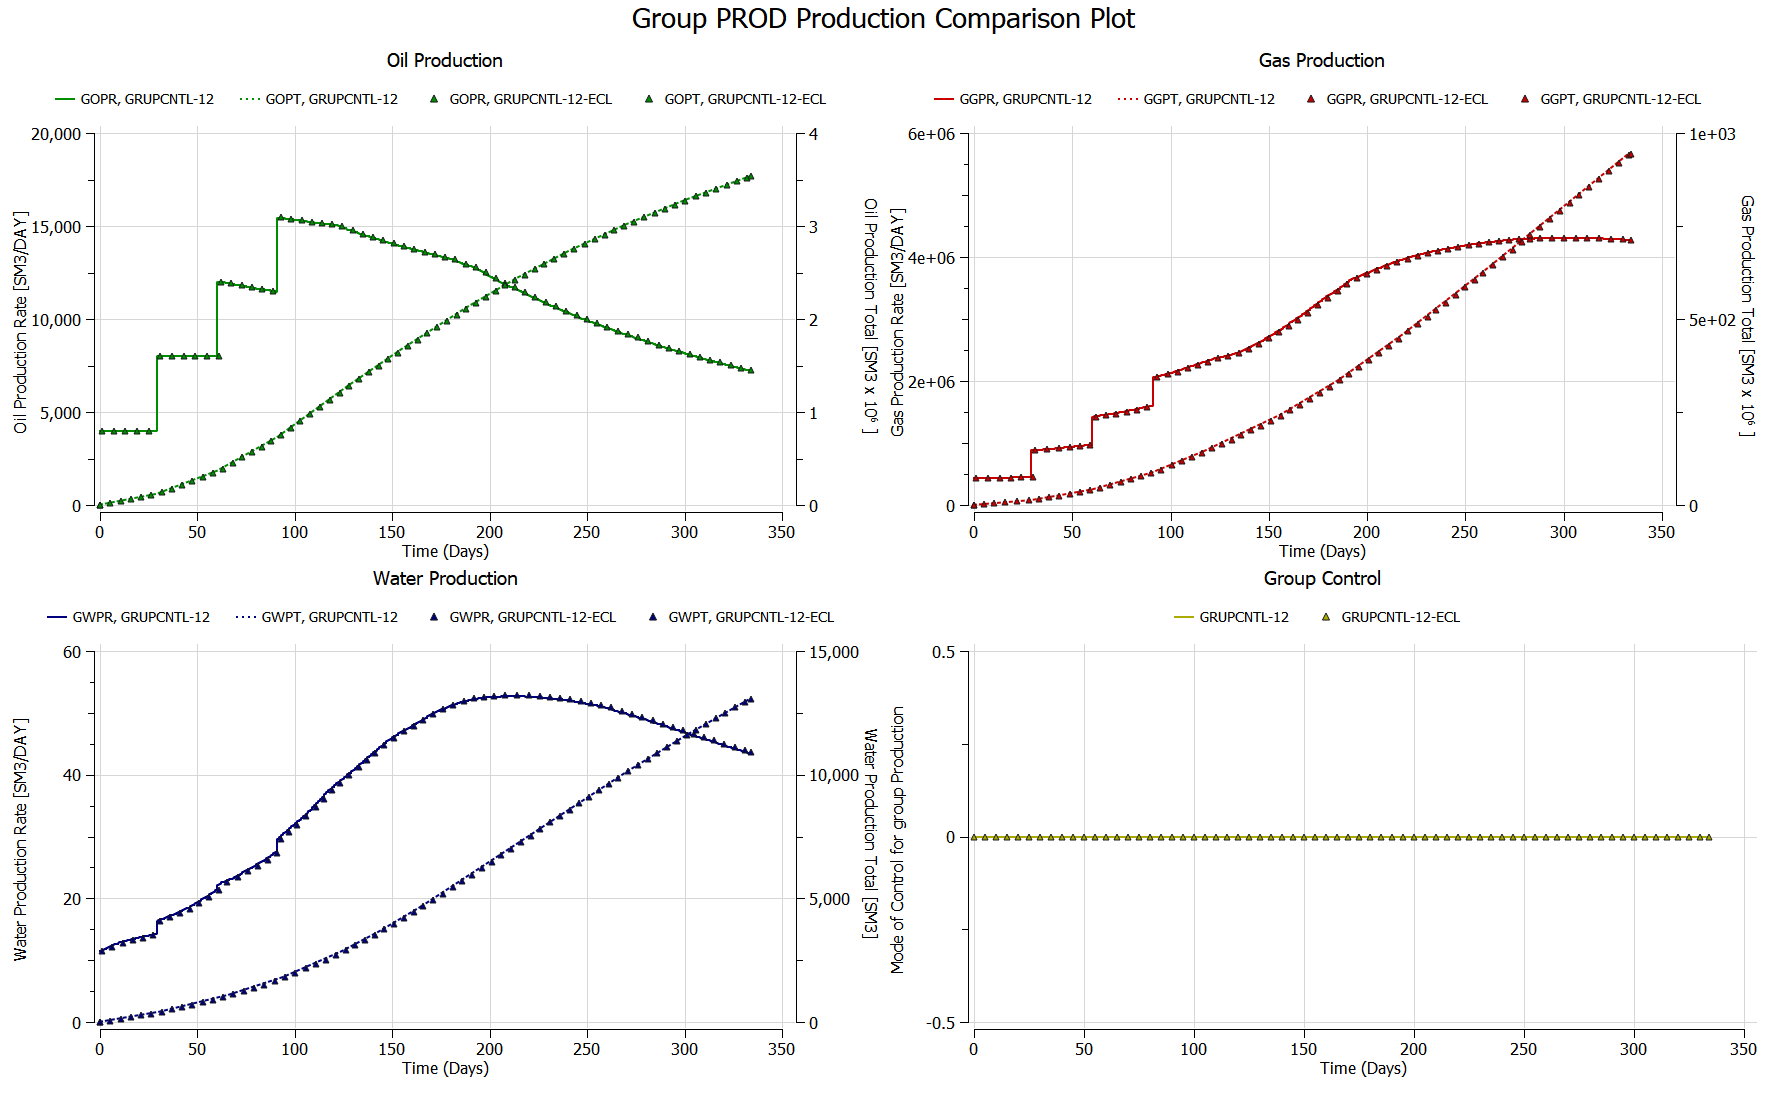 Group PROD Production Comparison Plot
Oil Production
GOPR, GRUPCNTL-12 GOPT, GRUPCNTL-12 GOPR, GRUPCNTL-12-ECL GOPT, GRUPCNTL-12-ECL
20,000
15,000
10,000
5,000
0
Oil Production Rate [SM3/DAY]
4
3
2
1
0
Oil Production Total [SM3 x 10⁶ ]
0 50 100 150 200 250 300 350
Time (Days)
Gas Production
GGPR, GRUPCNTL-12 GGPT, GRUPCNTL-12 GGPR, GRUPCNTL-12-ECL GGPT, GRUPCNTL-12-ECL
6e+06
4e+06
2e+06
0
Gas Production Rate [SM3/DAY]
1e+03
5e+02
0
Gas Production Total [SM3 x 10⁶ ]
0 50 100 150 200 250 300 350
Time (Days)
Water Production
GWPR, GRUPCNTL-12 GWPT, GRUPCNTL-12 GWPR, GRUPCNTL-12-ECL GWPT, GRUPCNTL-12-ECL
60
40
20
0
Water Production Rate [SM3/DAY]
15,000
10,000
5,000
0
Water Production Total [SM3]
0 50 100 150 200 250 300 350
Time (Days)
Group Control
GRUPCNTL-12 GRUPCNTL-12-ECL
0.5
0
-0.5
Mode of Control for group Production
0 50 100 150 200 250 300 350
Time (Days)